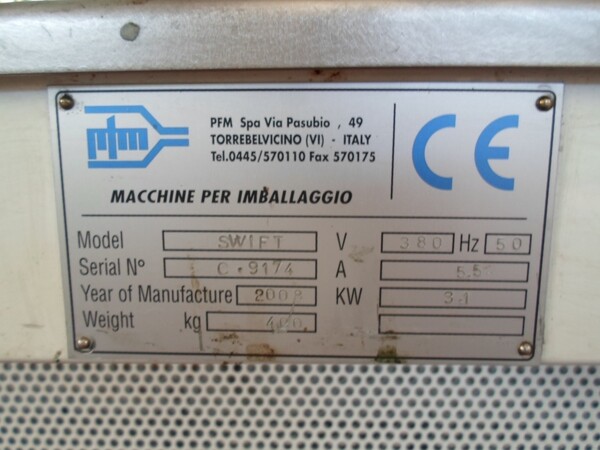 pfm
PFM Spa Via Pasubio , 49
TORREBELVICINO (VI) - ITALY
Tel.0445/570110 Fax 570175
CE
MACCHINE PER IMBALLAGGIO
Model SWIFT V 380 Hz 50
Serial N° C.9174 A
Year of Manufacture KW
Weight kg